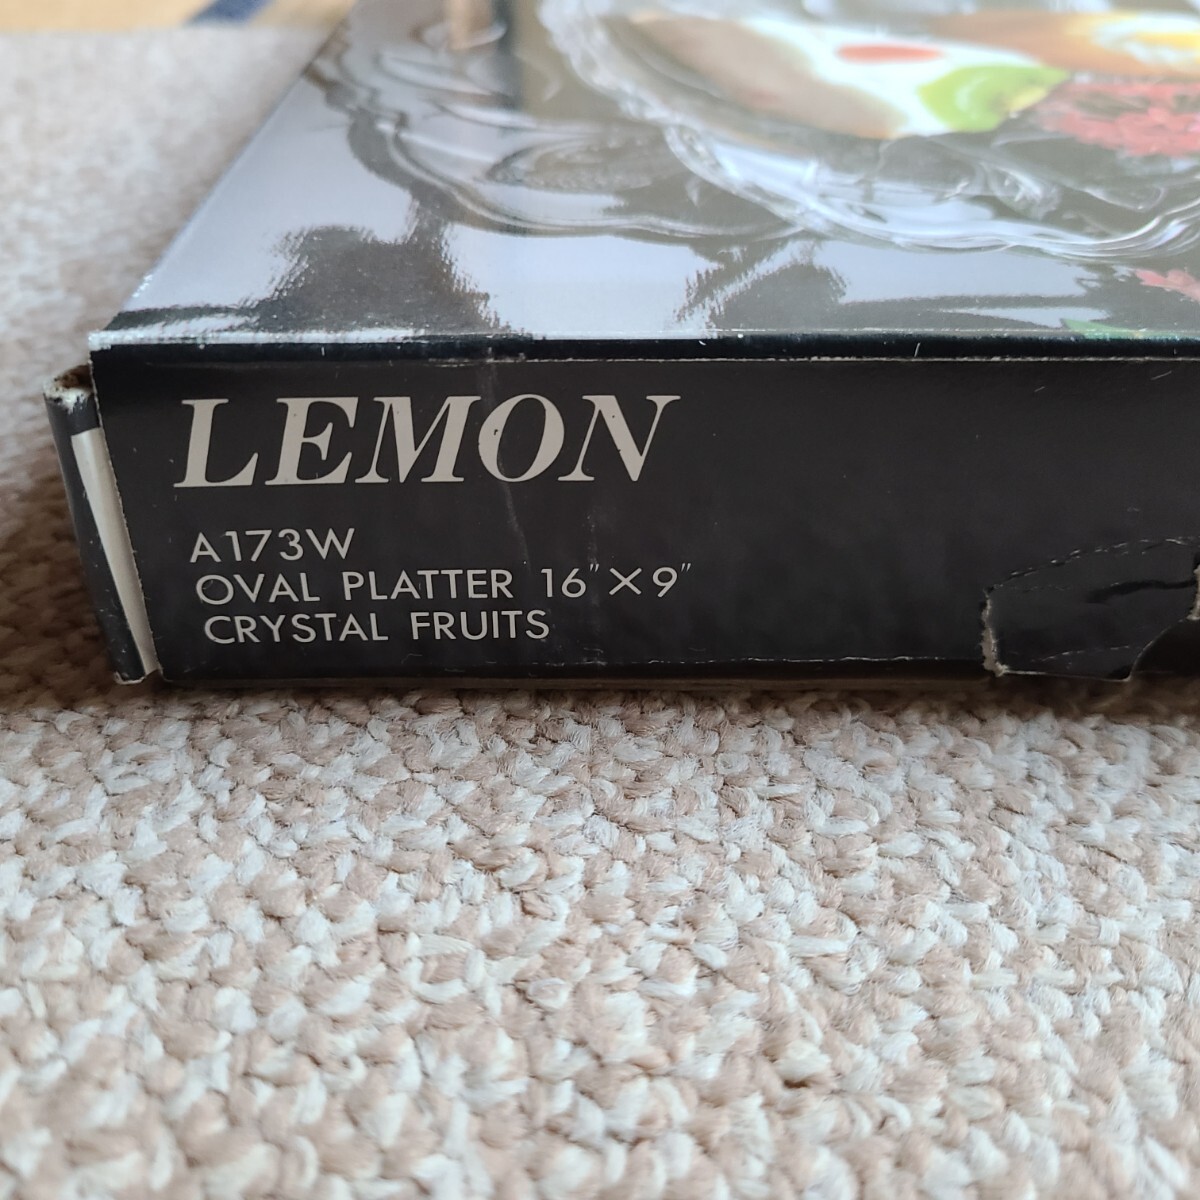 LEMON
A173W
OVAL PLATTER 16"×9"
CRYSTAL FRUITS